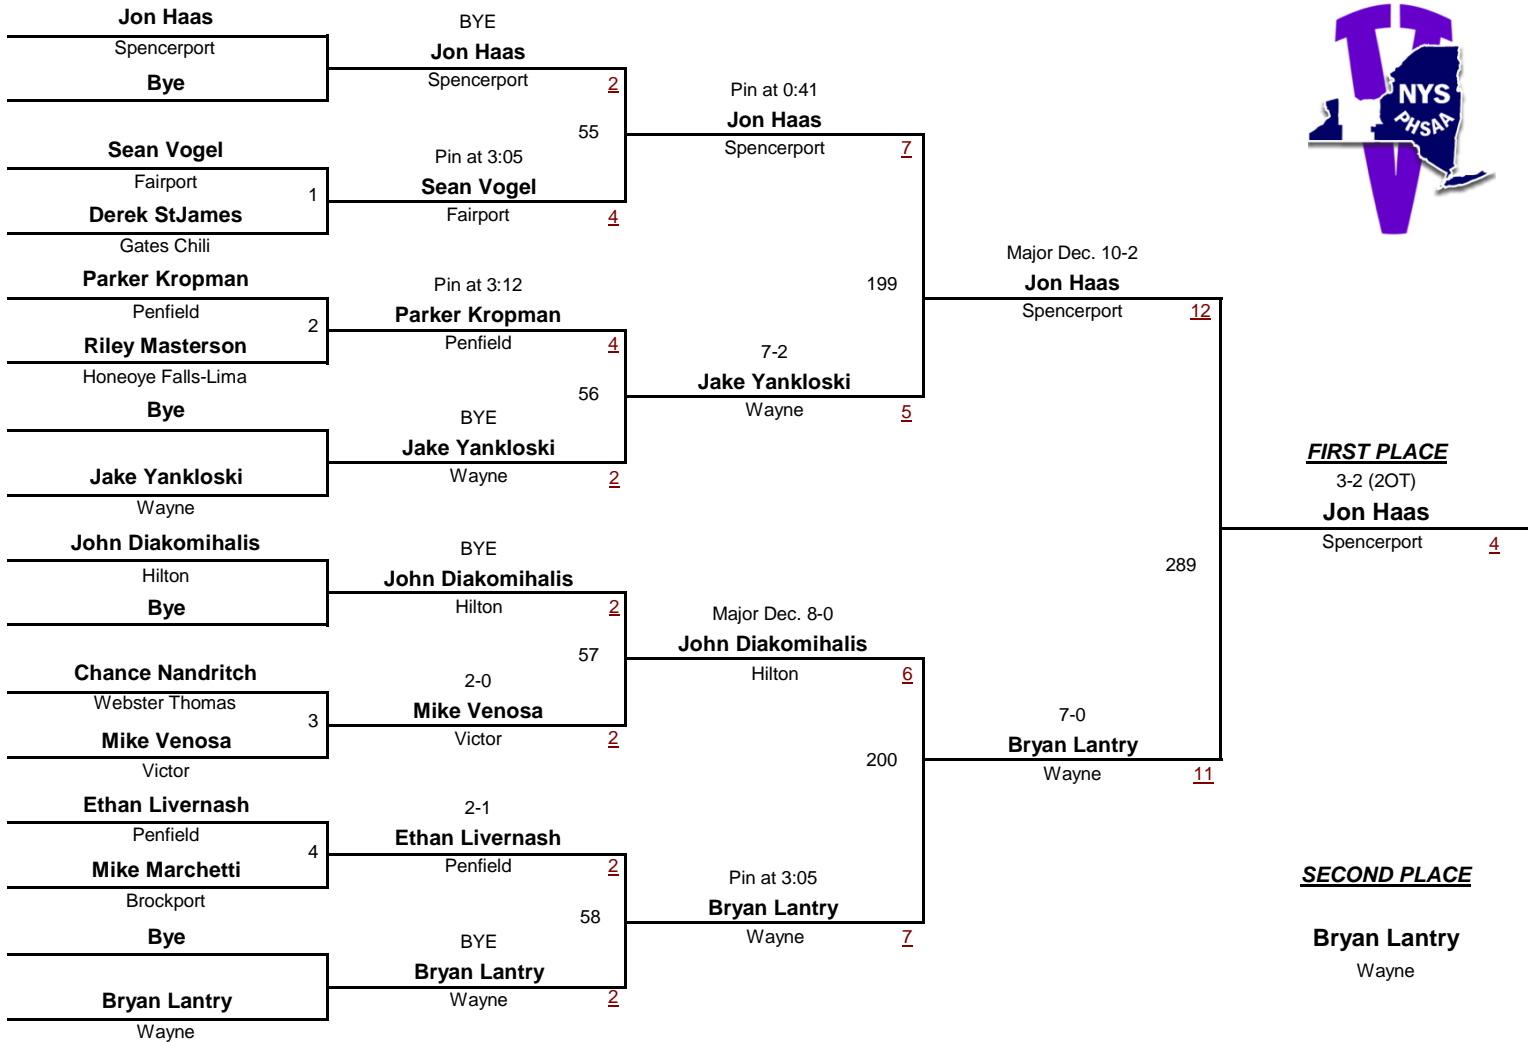 Jon Haas
Spencerport
Bye
Sean Vogel
Fairport
1
Derek StJames
Gates Chili
Parker Kropman
Penfield
2
Riley Masterson
Honeoye Falls-Lima
Bye
Jake Yankloski
Wayne
John Diakomihalis
Hilton
Bye
Chance Nandritch
Webster Thomas
3
Mike Venosa
Victor
Ethan Livernash
Penfield
4
Mike Marchetti
Brockport
Bye
Bryan Lantry
Wayne
BYE
Jon Haas
Spencerport
2
55
Pin at 3:05
Sean Vogel
Fairport
4
Pin at 3:12
Parker Kropman
Penfield
4
56
BYE
Jake Yankloski
Wayne
2
BYE
John Diakomihalis
Hilton
2
57
2-0
Mike Venosa
Victor
2
2-1
Ethan Livernash
Penfield
2
58
BYE
Bryan Lantry
Wayne
2
Pin at 0:41
Jon Haas
Spencerport
7
199
7-2
Jake Yankloski
Wayne
5
Major Dec. 8-0
John Diakomihalis
Hilton
6
200
Pin at 3:05
Bryan Lantry
Wayne
7
Major Dec. 10-2
Jon Haas
Spencerport
12
289
7-0
Bryan Lantry
Wayne
11
NYS
PHSAA
FIRST PLACE
3-2 (2OT)
Jon Haas
Spencerport
4
SECOND PLACE
Bryan Lantry
Wayne